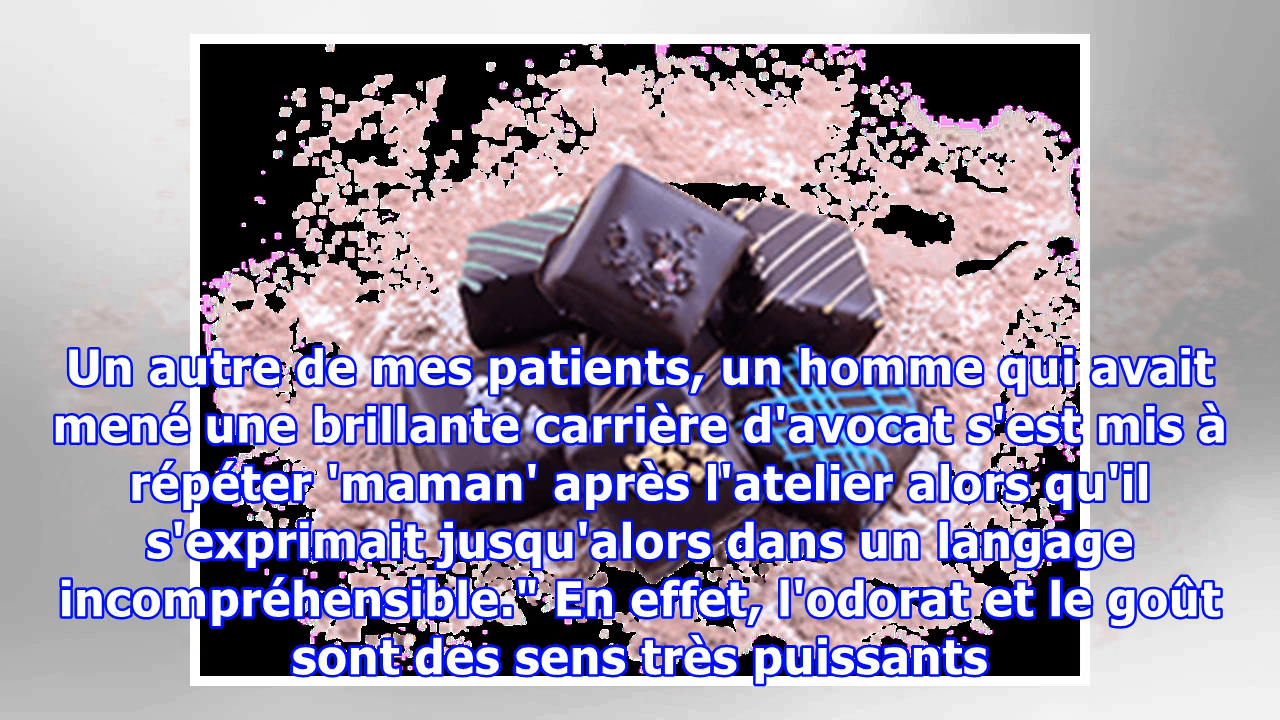 Un autre de mes patients, un homme qui avait
mené une brillante carrière d'avocat s'est mis à
répéter 'maman' après l'atelier alors qu'il
s'exprimait jusqu'alors dans un langage
incompréhensible." En effet, l'odorat et le goût
sont des sens très puissants